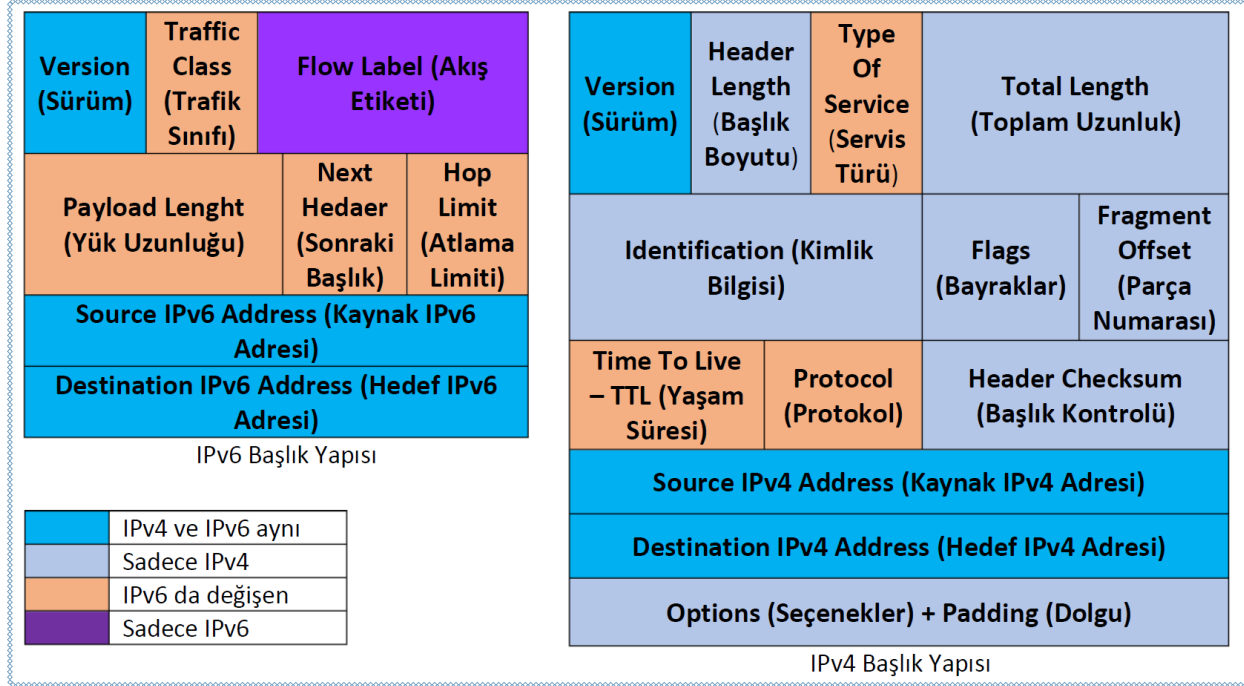 Version
(Sürüm)
Traffic
Class
(Trafik
Sınıfı)
Flow Label (Akış
Etiketi)
Payload Lenght
(Yük Uzunluğu)
Next
Hedaer
(Sonraki
Başlık)
Hop
Limit
(Atlama
Limiti)
Source IPv6 Address (Kaynak IPv6
Adresi)
Destination IPv6 Address (Hedef IPv6
Adresi)
IPv6 Başlık Yapısı
IPv4 ve IPv6 aynı
Sadece IPv4
IPv6 da değişen
Sadece IPv6
Version
(Sürüm)
Header
Length
(Başlık
Boyutu)
Type
Of
Service
(Servis
Türü)
Total Length
(Toplam Uzunluk)
Identification (Kimlik
Bilgisi)
Flags
(Bayraklar)
Fragment
Offset
(Parça
Numarası)
Time To Live
– TTL (Yaşam
Süresi)
Protocol
(Protokol)
Header Checksum
(Başlık Kontrolü)
Source IPv4 Address (Kaynak IPv4 Adresi)
Destination IPv4 Address (Hedef IPv4 Adresi)
Options (Seçenekler) + Padding (Dolgu)
IPv4 Başlık Yapısı